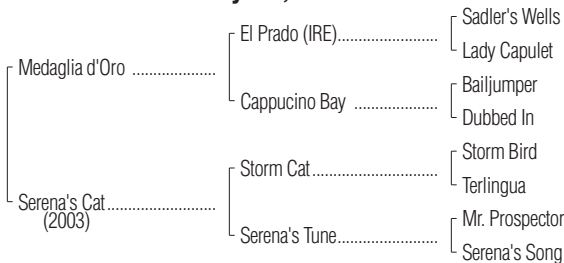 Sadler's Wells
El Prado (IRE)........................
Lady Capulet
Medaglia d'Oro ....................
Bailjumper
Cappucino Bay ....................
Dubbed In
Storm Bird
Storm Cat..............................
Terlingua
Serena's Cat..........................
(2003)
Mr. Prospector
Serena's Tune........................
Serena's Song